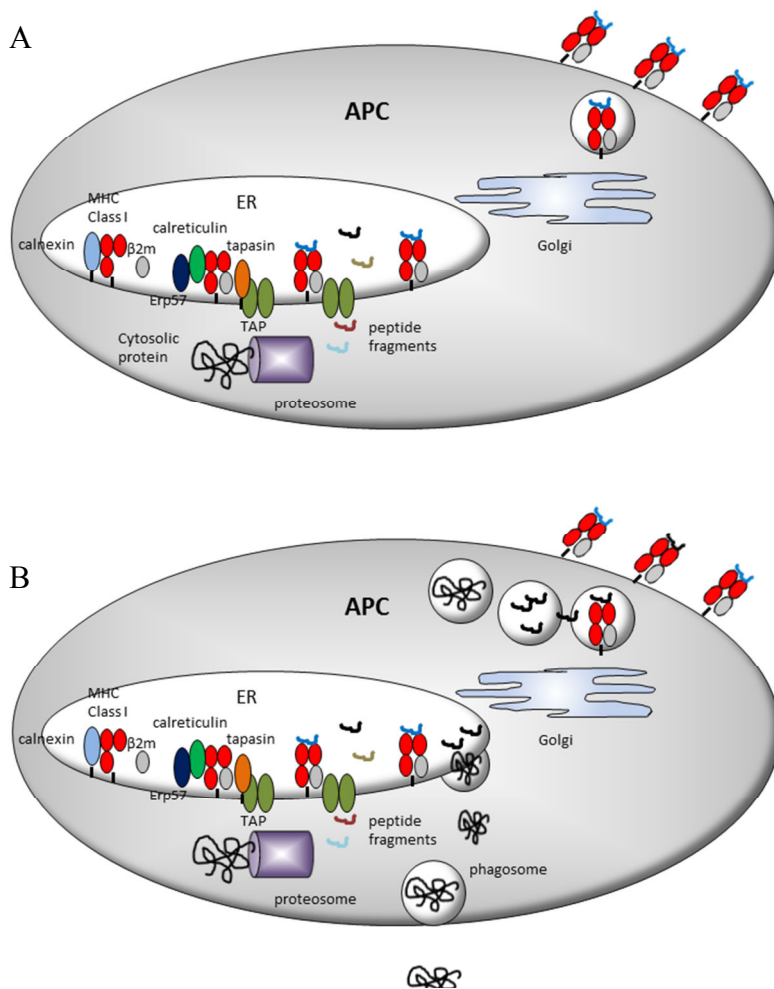 A
APC
ER
MHC
Class I
calnexin
β2m
calreticulin
tapasin
Erp57
TAP
Golgi
Cytosolic
protein
peptide
fragments
proteosome
B
APC
ER
MHC
Class I
calnexin
β2m
calreticulin
tapasin
Erp57
TAP
Golgi
peptide
fragments
proteosome
phagosome